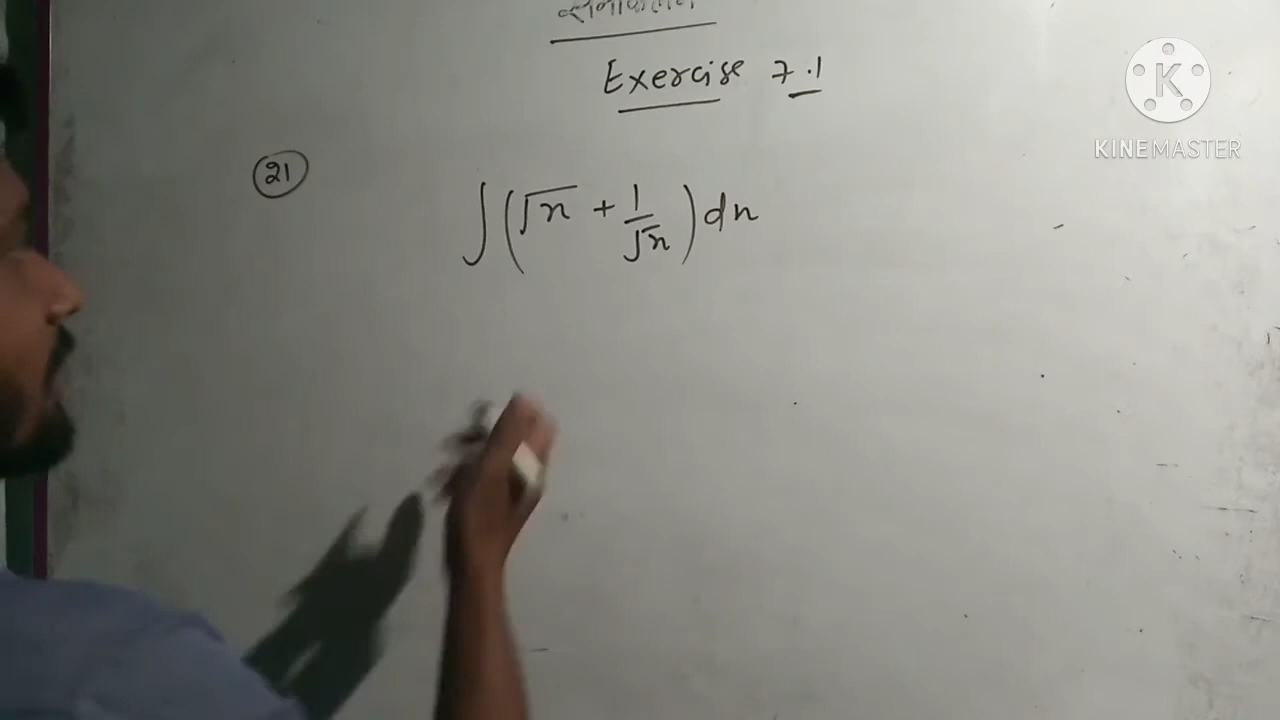 Exercise 7.1
21
∫(√x + 1/√x) dx
K
KINEMASTER